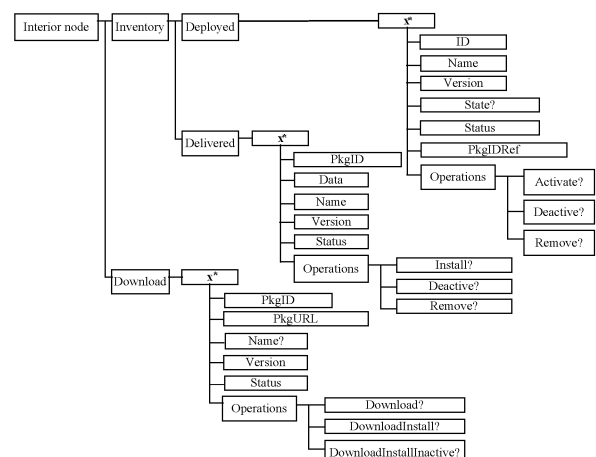 Interior node
Inventory
Deployed
x*
ID
Name
Version
State?
Status
PkgIDRef
Operations
Activate?
Deactive?
Remove?
Delivered
x*
PkgID
Data
Name
Version
Status
Operations
Install?
Deactive?
Remove?
Download
x*
PkgID
PkgURL
Name?
Version
Status
Operations
Download?
DownloadInstall?
DownloadInstallInactive?